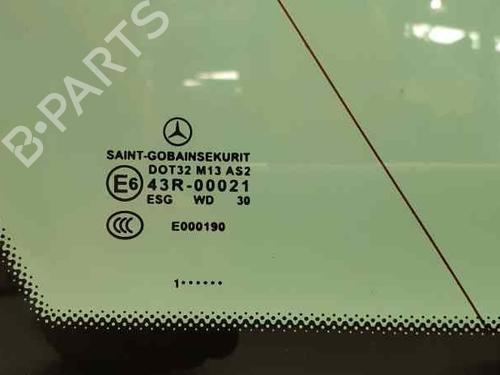 B-PARTS
SAINT-GOBAINSEKURIT
DOT32 M13 AS2
E6 43R-00021
ESG WD 30
CCC E000190
1••••••